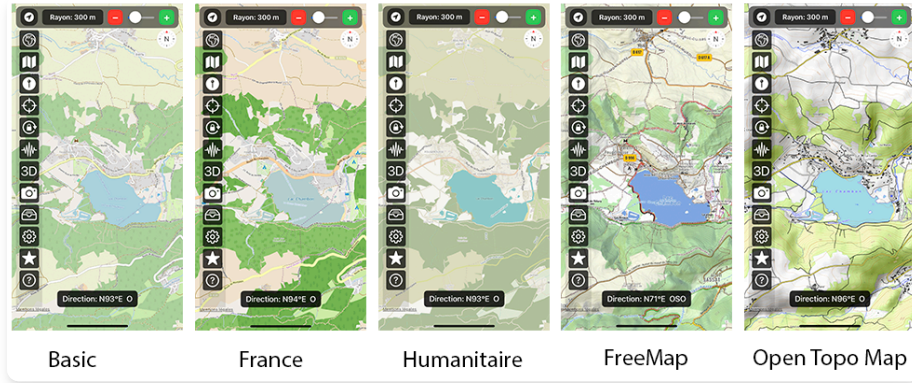 Rayon: 300 m
N
3D
Direction: N93°E O
Basic
Rayon: 300 m
N
3D
Direction: N94°E O
France
Rayon: 300 m
N
3D
Direction: N93°E O
Humanitaire
Rayon: 300 m
N
3D
Direction: N71°E OSO
FreeMap
Rayon: 300 m
N
3D
Direction: N96°E O
Open Topo Map